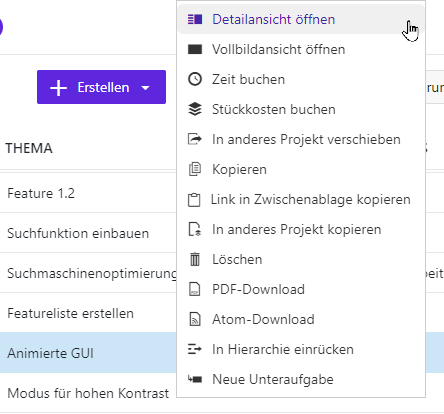 Detailansicht öffnen
Vollbildansicht öffnen
Zeit buchen
Erstellen
Stückkosten buchen
In anderes Projekt verschieben
THEMA
Kopieren
Feature 1.2
Link in Zwischenablage kopieren
Suchfunktion einbauen
In anderes Projekt kopieren
Löschen
Suchmaschinenoptimierung
PDF-Download
Featureliste erstellen
Atom-Download
Animierte GUI
In Hierarchie einrücken
Neue Unteraufgabe
Modus für hohen Kontrast